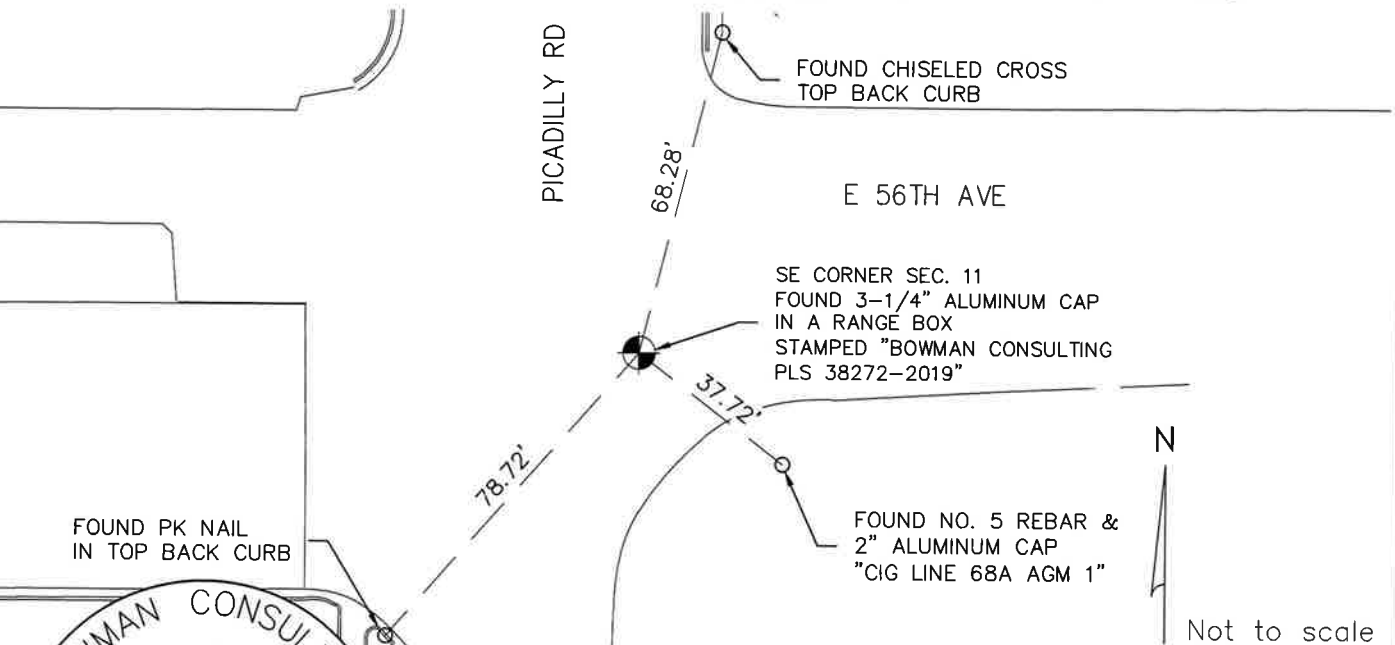 PICADILLY RD
FOUND CHISELED CROSS
TOP BACK CURB
68.28'
E 56TH AVE
SE CORNER SEC. 11
FOUND 3-1/4" ALUMINUM CAP
IN A RANGE BOX
STAMPED "BOWMAN CONSULTING
PLS 38272-2019"
37.72'
78.72'
N
FOUND PK NAIL
IN TOP BACK CURB
FOUND NO. 5 REBAR &
2" ALUMINUM CAP
"CIG LINE 68A AGM 1"
Not to scale